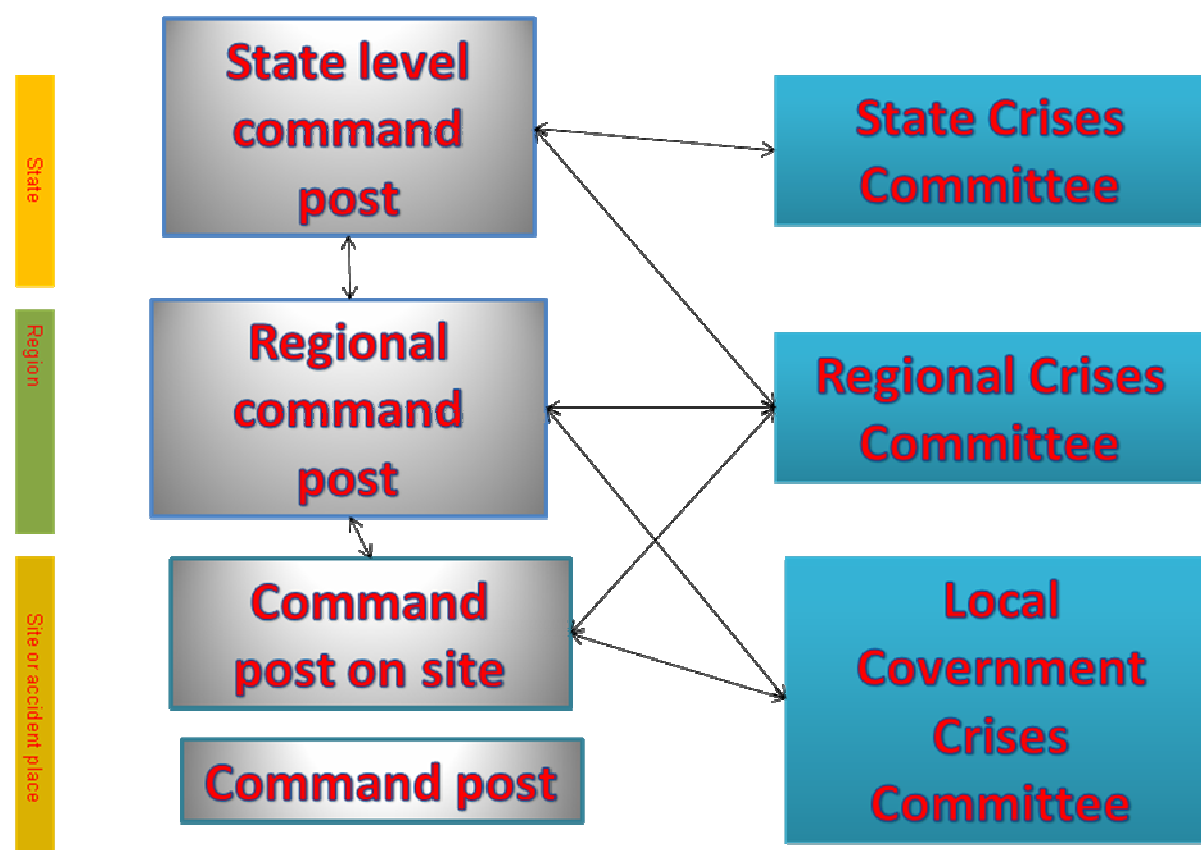 State level
command
post
State Crises
Committee
State
Regional
command
post
Regional Crises
Committee
Region
Command
post on site
Local
Covernment
Crises
Committee
Site or accident place
Command post